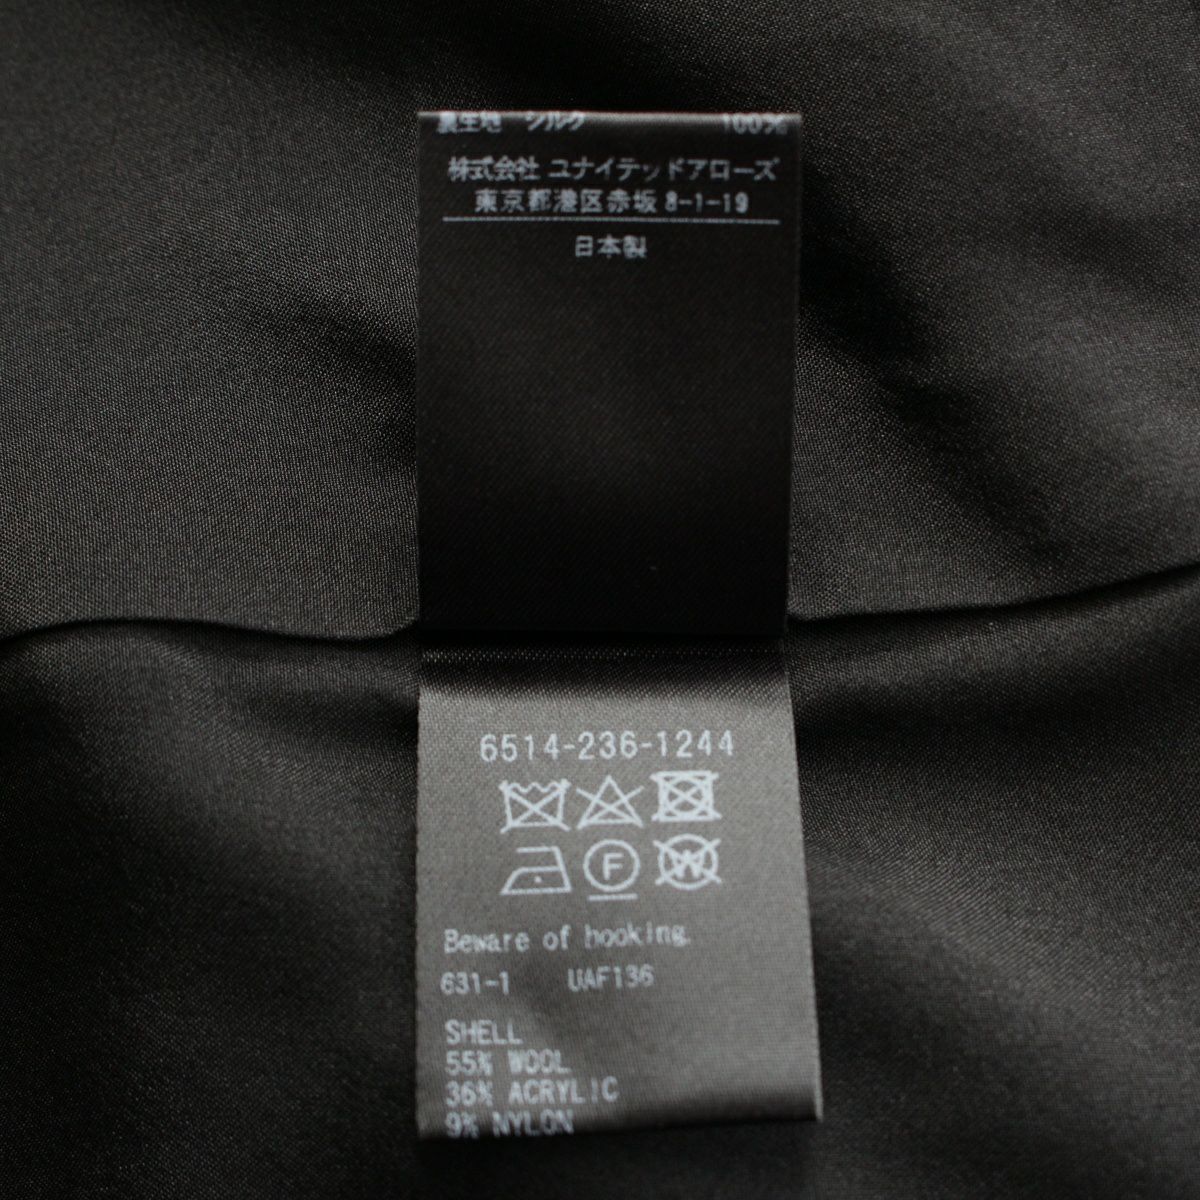 裏生地 シルク 100%
株式会社 ユナイテッドアローズ
東京都港区赤坂 8-1-19
日本製
6514-236-1244
F W
Beware of hooking.
631-1 UAF136
SHELL
55% WOOL
36% ACRYLIC
9% NYLON